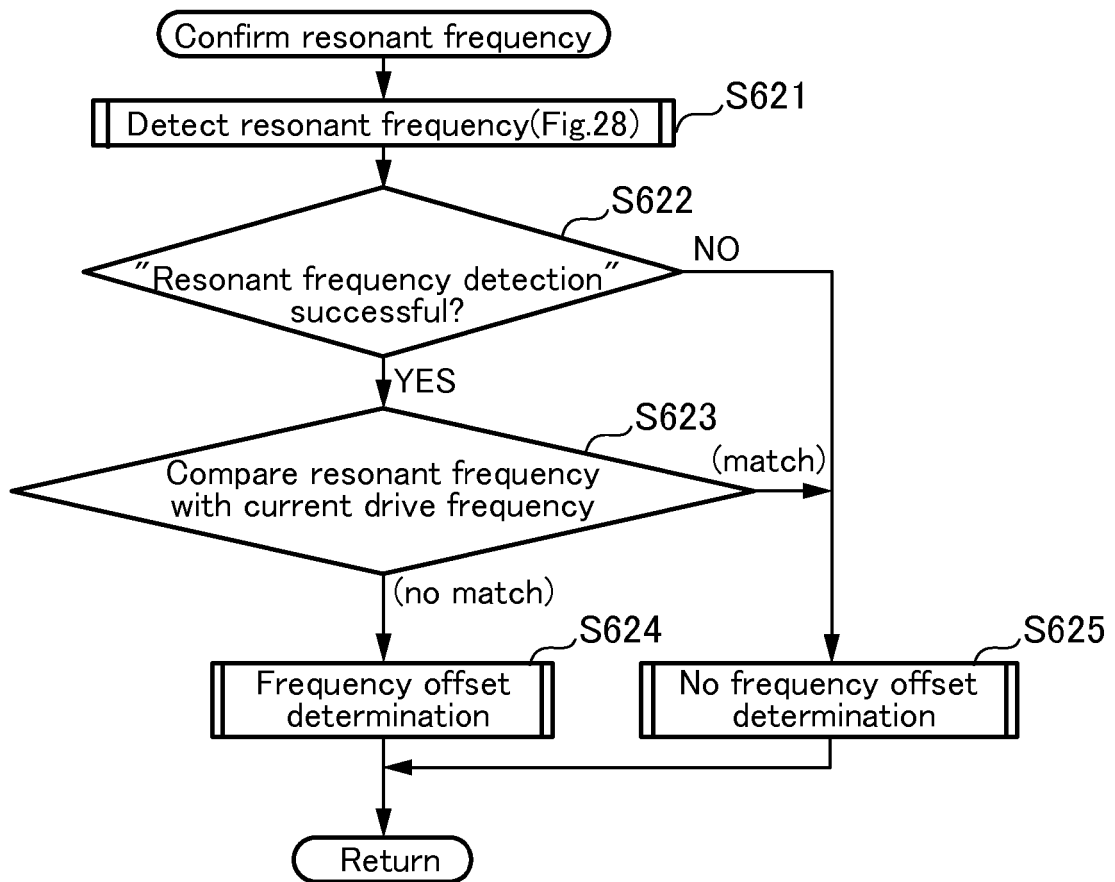 Confirm resonant frequency
S621
Detect resonant frequency(Fig.28)
S622
NO
"Resonant frequency detection"
successful?
YES
S623
(match)
Compare resonant frequency
with current drive frequency
(no match)
S624
S625
Frequency offset
determination
No frequency offset
determination
Return